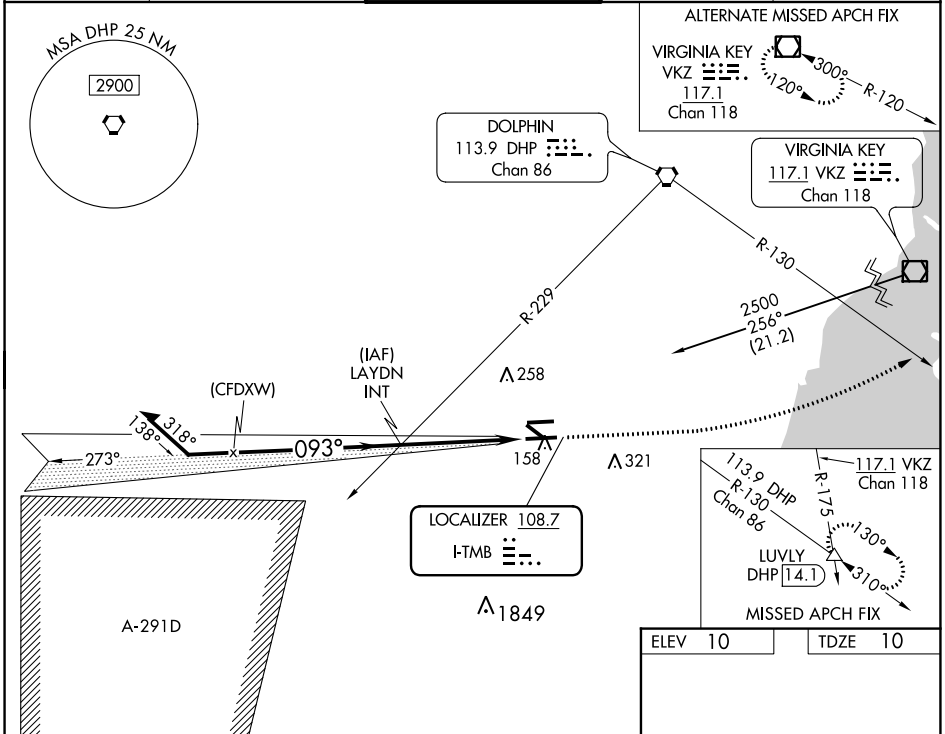 MSA DHP 25 NM
2900
ALTERNATE MISSED APCH FIX
VIRGINIA KEY
VKZ
117.1
Chan 118
300°
120°
R-120
DOLPHIN
113.9 DHP
Chan 86
VIRGINIA KEY
117.1 VKZ
Chan 118
R-130
R-229
2500
256°
(21.2)
(IAF)
LAYDN
INT
258
(CFDXW)
318°
138°
093°
273°
158
321
LOCALIZER 108.7
I-TMB
1849
A-291D
113.9 DHP
R-130
Chan 86
R-175
117.1 VKZ
Chan 118
130°
310°
LUVLY
DHP 14.1
MISSED APCH FIX
ELEV 10
TDZE 10